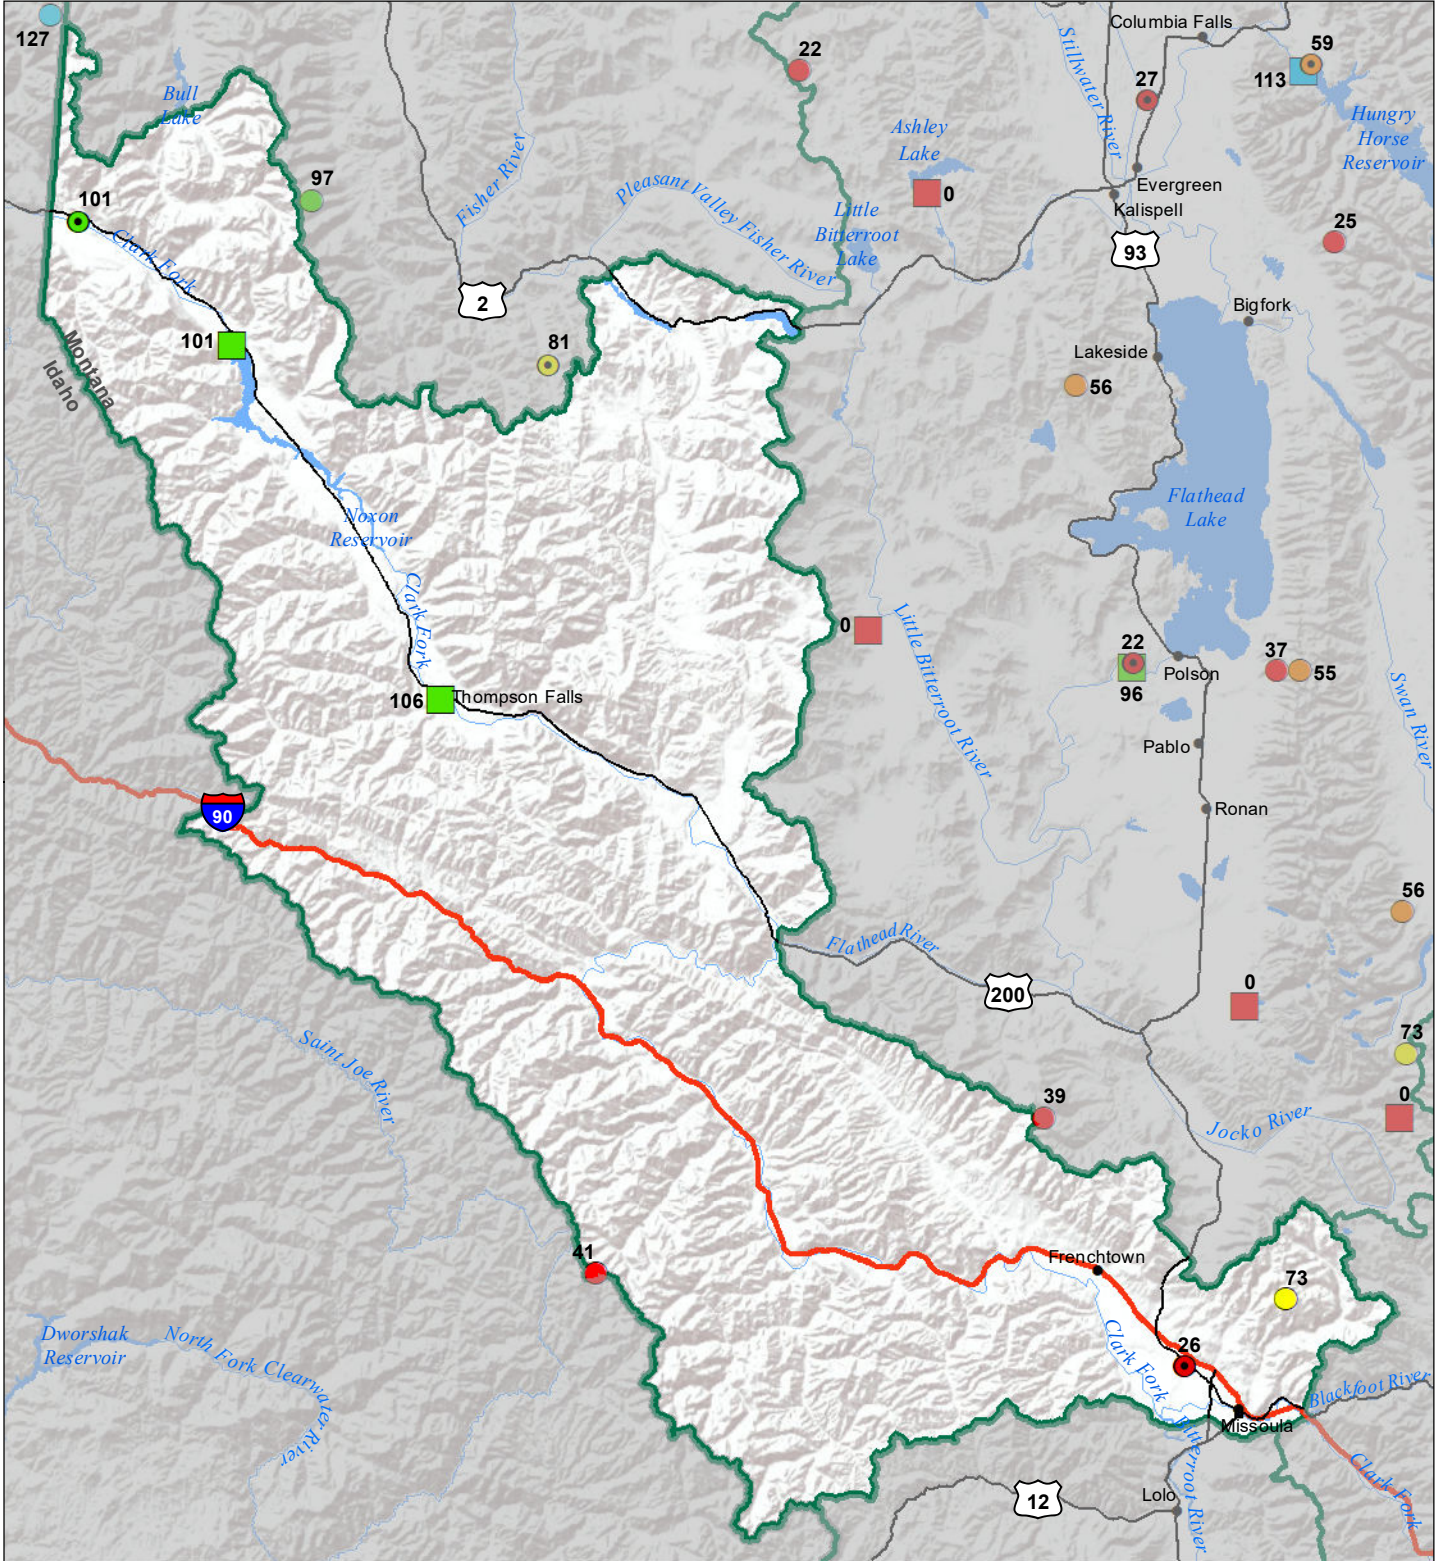 Columbia Falls
127
22
59
27
113
Bull
Lake
Stillwater River
Hungry
Horse
Reservoir
Ashley
Lake
Fisher River
97
Pleasant Valley Fisher River
0
Evergreen
Kalispell
101
Little
Bitterroot
Lake
25
93
Clark Fork
2
Bigfork
101
81
Lakeside
Montana
Idaho
56
Flathead
Lake
Noxon
Reservoir
Clark Fork
0
Little Bitterroot River
22
37
55
Polson
96
Swan River
106
Thompson Falls
Pablo
90
Ronan
56
Flathead River
200
0
73
Saint Joe River
39
0
Jocko River
41
Frenchtown
73
Dworshak
Reservoir
North Fork Clearwater
River
Clark Fork
26
Blackfoot River
Missoula
Bitterroot River
Clark Fork
12
Lolo